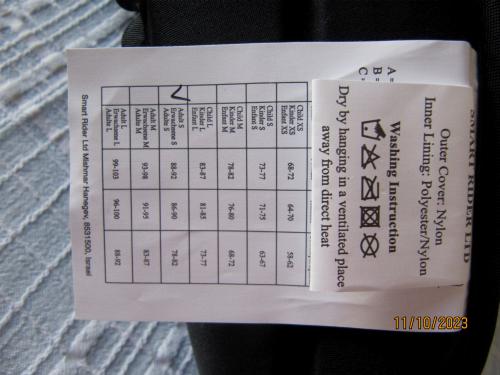 SMART RIDER LTD
Outer Cover: Nylon
Inner Lining: Polyester/Nylon
Washing Instruction
Dry by hanging in a ventilated place
away from direct heat
A=
B=
C=
Child XS
Kinder XS
Enfant XS
68-72 64-70 58-62
Child S
Kinder S
Enfant S
73-77 71-75 63-67
Child M
Kinder M
Enfant M
78-82 76-80 68-72
Child L
Kinder L
Enfant L
83-87 81-85 73-77
Adult S
Erwachsene S
Adulte S
88-92 86-90 78-82
Adult M
Erwachsene M
Adulte M
93-98 91-95 83-87
Adult L
Erwachsene L
Adulte L
99-103 96-100 88-92
Smart Rider Ltd Mishmar Hanegev, 8531500, Israel
11/10/2023